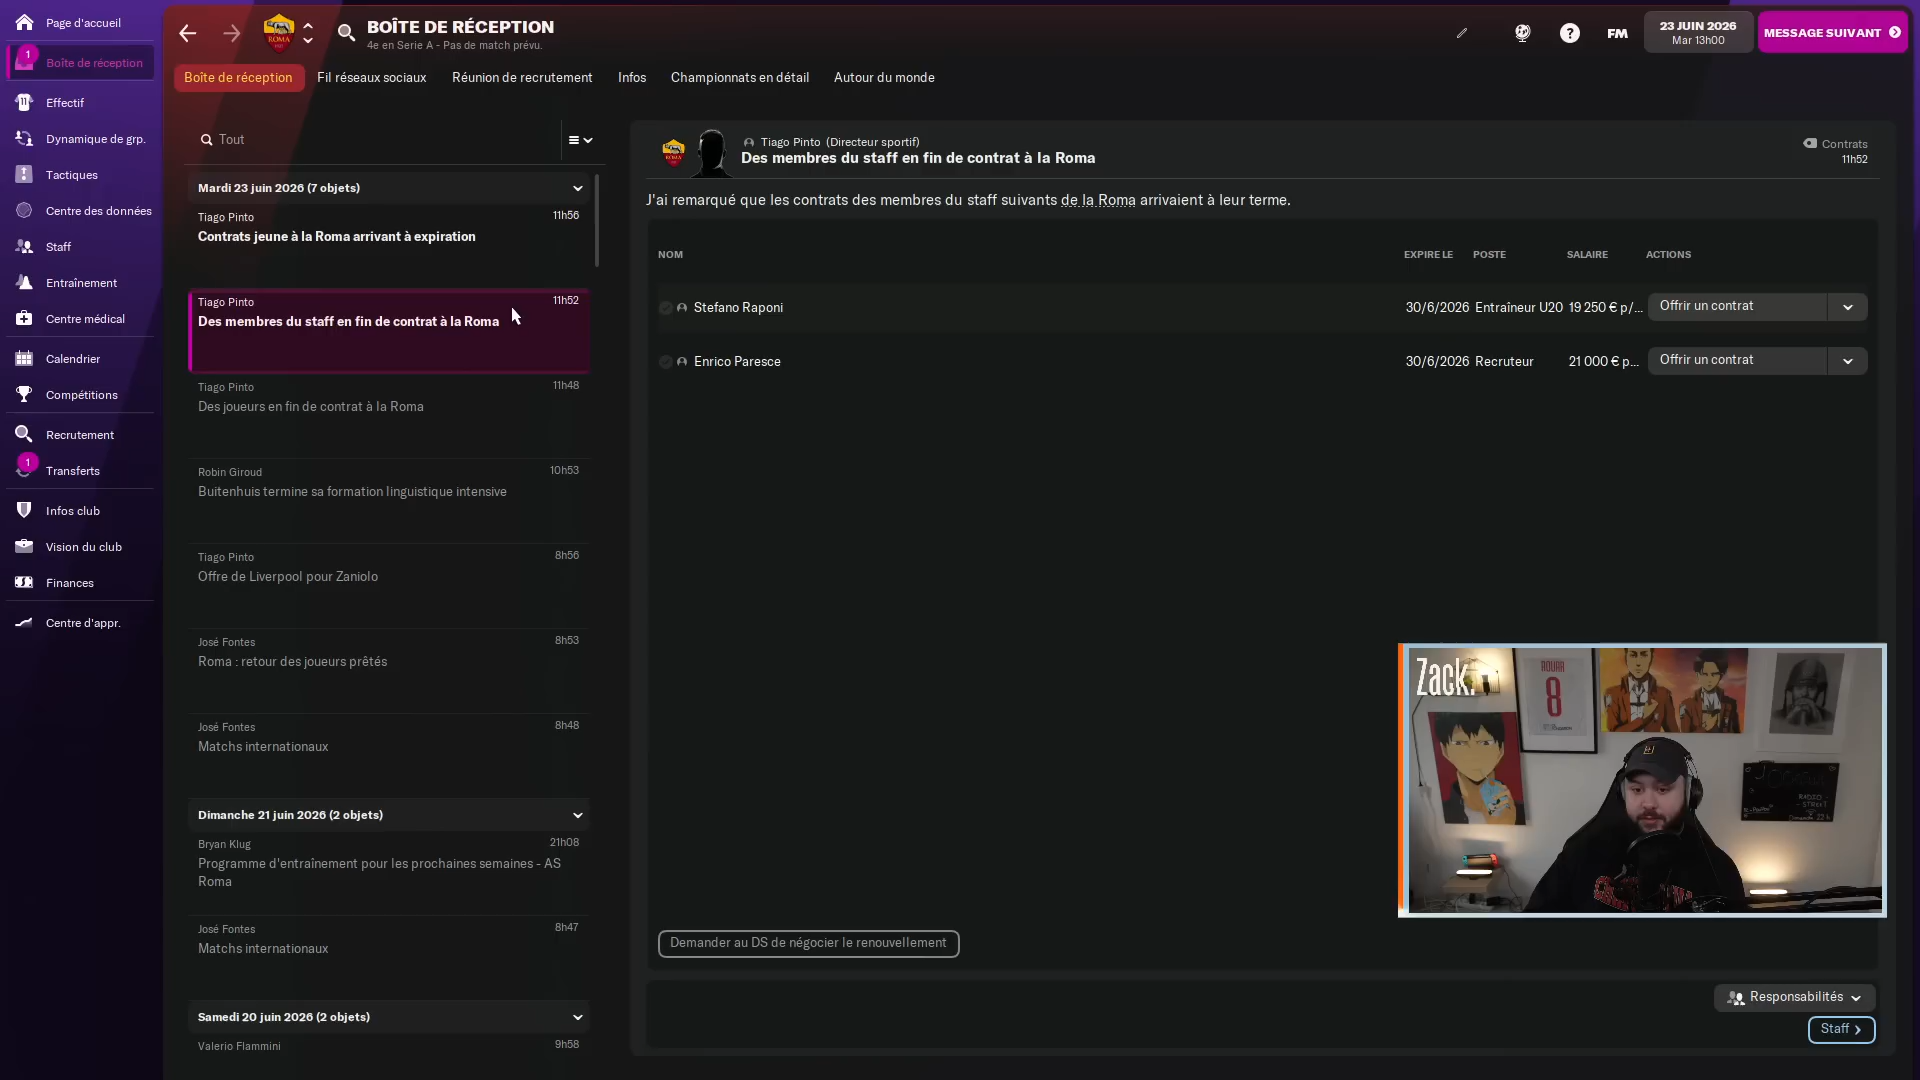 Page d'accueil
1
Boîte de réception
Effectif
Dynamique de grp.
Tactiques
Centre des données
Staff
Entraînement
Centre médical
Calendrier
Compétitions
Recrutement
1
Transferts
Infos club
Vision du club
Finances
Centre d'appr.
BOÎTE DE RÉCEPTION
4e en Serie A - Pas de match prévu.
FM
23 JUIN 2026
Mar 13h00
MESSAGE SUIVANT
Boîte de réception
Fil réseaux sociaux
Réunion de recrutement
Infos
Championnats en détail
Autour du monde
Tout
Mardi 23 juin 2026 (7 objets)
Tiago Pinto 11h56
Contrats jeune à la Roma arrivant à expiration
Tiago Pinto 11h52
Des membres du staff en fin de contrat à la Roma
Tiago Pinto 11h48
Des joueurs en fin de contrat à la Roma
Robin Giroud 10h53
Buitenhuis termine sa formation linguistique intensive
Tiago Pinto 8h56
Offre de Liverpool pour Zaniolo
José Fontes 8h53
Roma : retour des joueurs prêtés
José Fontes 8h48
Matchs internationaux
Dimanche 21 juin 2026 (2 objets)
Bryan Klug 21h08
Programme d'entraînement pour les prochaines semaines - AS
Roma
José Fontes 8h47
Matchs internationaux
Samedi 20 juin 2026 (2 objets)
Valerio Flammini 9h58
Tiago Pinto (Directeur sportif)
Des membres du staff en fin de contrat à la Roma
Contrats
11h52
J'ai remarqué que les contrats des membres du staff suivants de la Roma arrivaient à leur terme.
NOM EXPIRE LE POSTE SALAIRE ACTIONS
Stefano Raponi 30/6/2026 Entraîneur U20 19 250 € p/... Offrir un contrat
Enrico Paresce 30/6/2026 Recruteur 21 000 € p... Offrir un contrat
Zack.
8
Demander au DS de négocier le renouvellement
Responsabilités
Staff